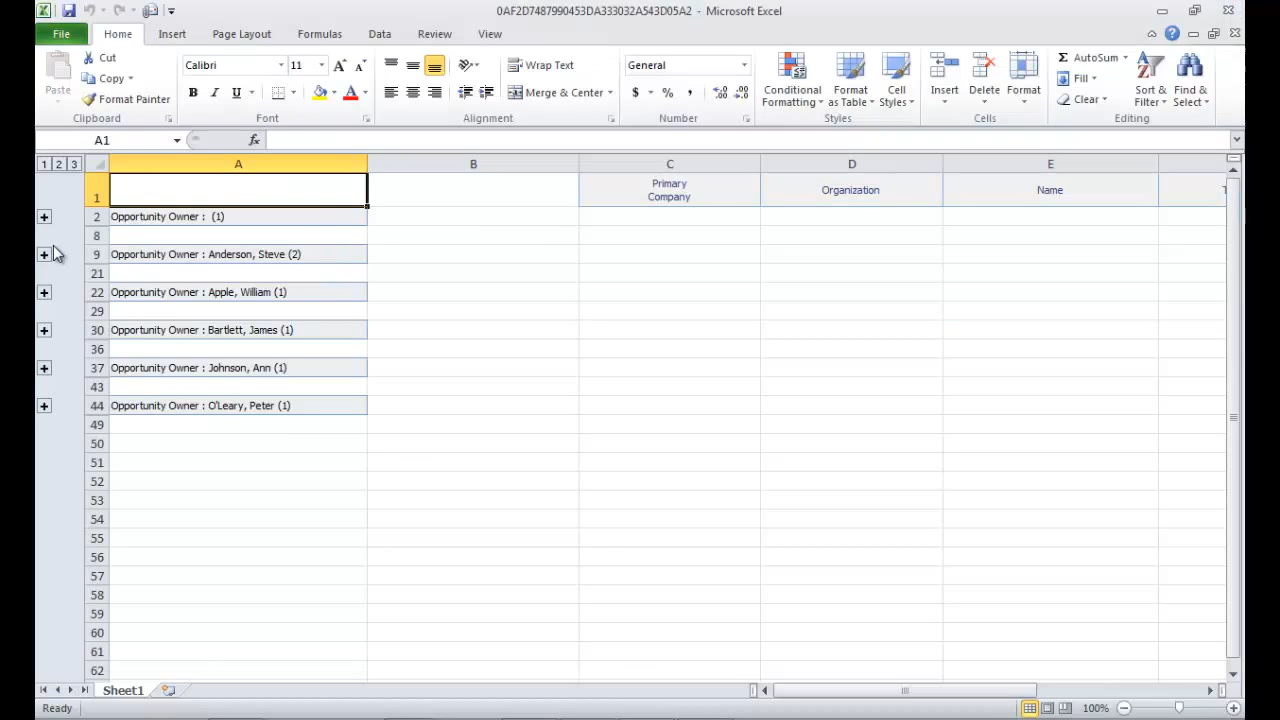 0AF2D7487990453DA333032A543D05A2 - Microsoft Excel
File Home Insert Page Layout Formulas Data Review View
Paste
Cut
Copy
Format Painter
Clipboard
Calibri 11
B I U
Font
Wrap Text
Merge & Center
Alignment
General
$ % ,
Number
Conditional Formatting
Format as Table
Cell Styles
Styles
Insert
Delete
Format
Cells
AutoSum
Fill
Clear
Sort & Filter
Find & Select
Editing
A1 fx
1 2 3 A B C D E
1 Primary Company Organization Name T
2 Opportunity Owner : (1)
8
9 Opportunity Owner : Anderson, Steve (2)
21
22 Opportunity Owner : Apple, William (1)
29
30 Opportunity Owner : Bartlett, James (1)
36
37 Opportunity Owner : Johnson, Ann (1)
43
44 Opportunity Owner : O'Leary, Peter (1)
49
50
51
52
53
54
55
56
57
58
59
60
61
62
Sheet1
Ready 100%